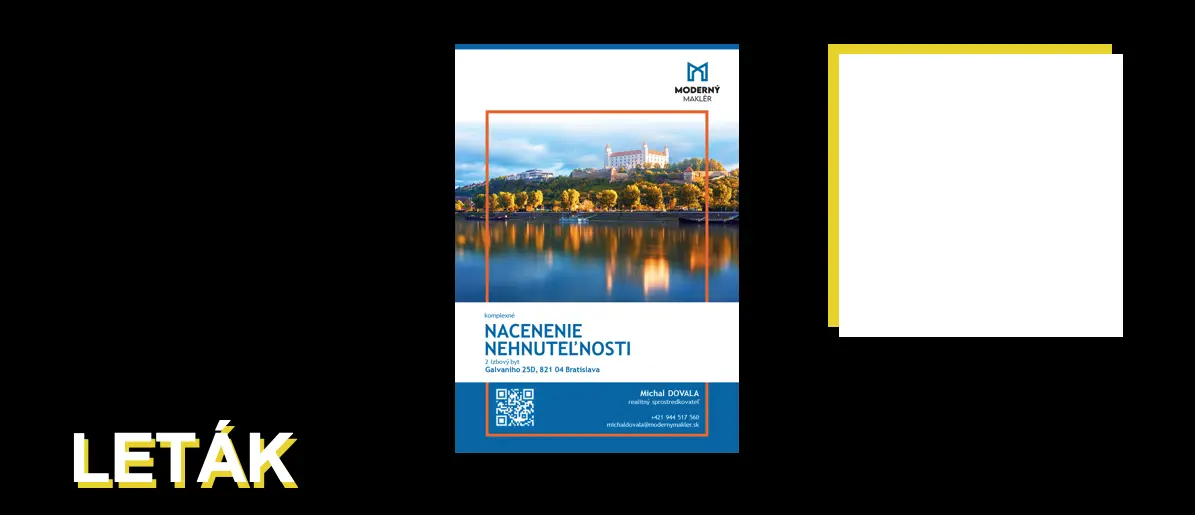 MODERNÝ
MAKLÉR
komplexné
NACENENIE
NEHNUTEĽNOSTI
2 izbový byt
Galvaniho 25D, 821 04 Bratislava
Michal DOVALA
realitný sprostredkovateľ
+421 944 517 560
michaldovala@modernymakler.sk
LETÁK